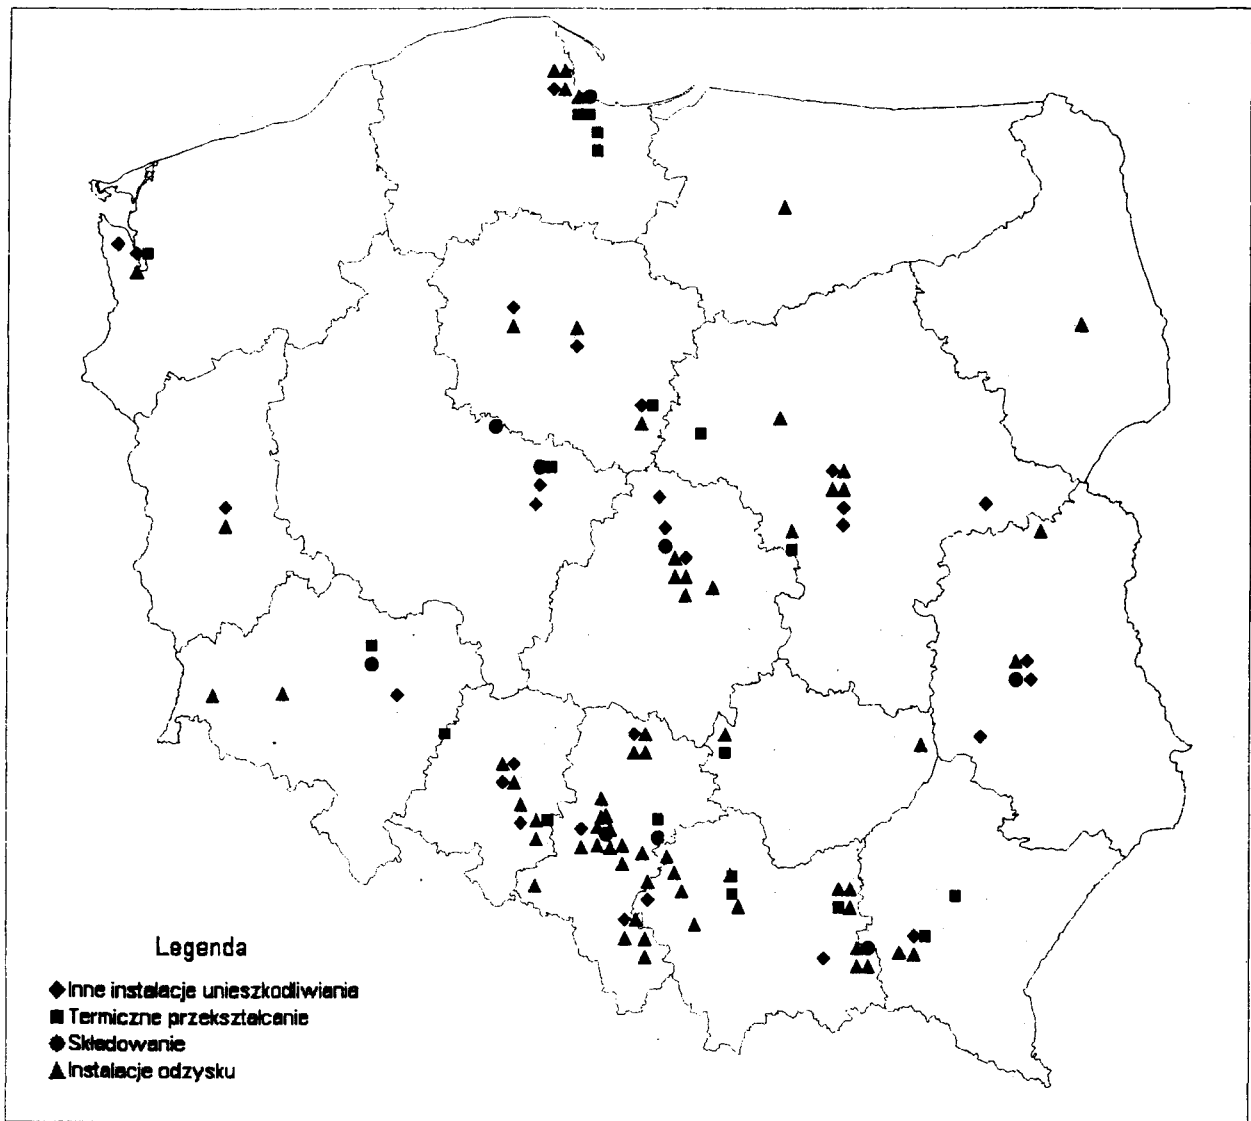 Legenda
Inne instalacje unieszkodliwiania
Termiczne przekształcanie
Składowanie
Instalacje odzysku